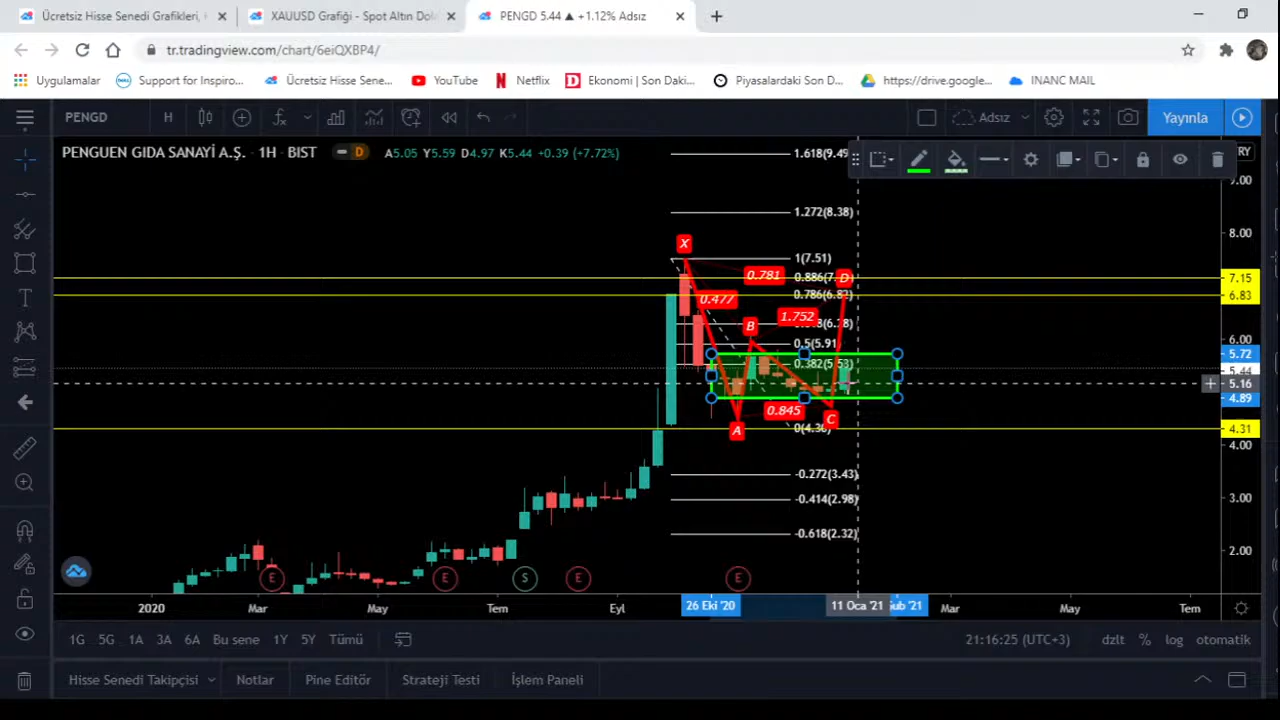 Ücretsiz Hisse Senedi Grafikleri, H
XAUUSD Grafiği - Spot Altın Dola
PENGD 5.44 ▲ +1.12% Adsız
tr.tradingview.com/chart/6eiQXBP4/
Uygulamalar
Support for Inspiro...
Ücretsiz Hisse Sene...
YouTube
Netflix
Ekonomi | Son Daki...
Piyasalardaki Son D...
https://drive.google...
INANC MAIL
PENGD
H
Adsız
Yayınla
PENGUEN GIDA SANAYİ A.Ş. · 1H · BIST
D
A5.05 Y5.59 D4.97 K5.44 +0.39 (+7.72%)
1.618(9.49
RY
9.00
1.272(8.38)
8.00
X
1(7.51)
0.781
0.886(7.
D
7.15
0.786(6.82)
6.83
0.477
1.752
B
6.00
0.5(5.91)
5.72
0.382(5.53)
5.44
5.16
4.89
0.845
C
A
4.31
4.00
-0.272(3.43)
-0.414(2.98)
3.00
-0.618(2.32)
2.00
E
E
S
E
E
2020
Mar
May
Tem
Eyl
26 Eki '20
11 Oca '21
Şub '21
Mar
May
Tem
1G 5G 1A 3A 6A Bu sene 1Y 5Y Tümü
21:16:25 (UTC+3)
dzlt % log otomatik
Hisse Senedi Takipçisi
Notlar
Pine Editör
Strateji Testi
İşlem Paneli